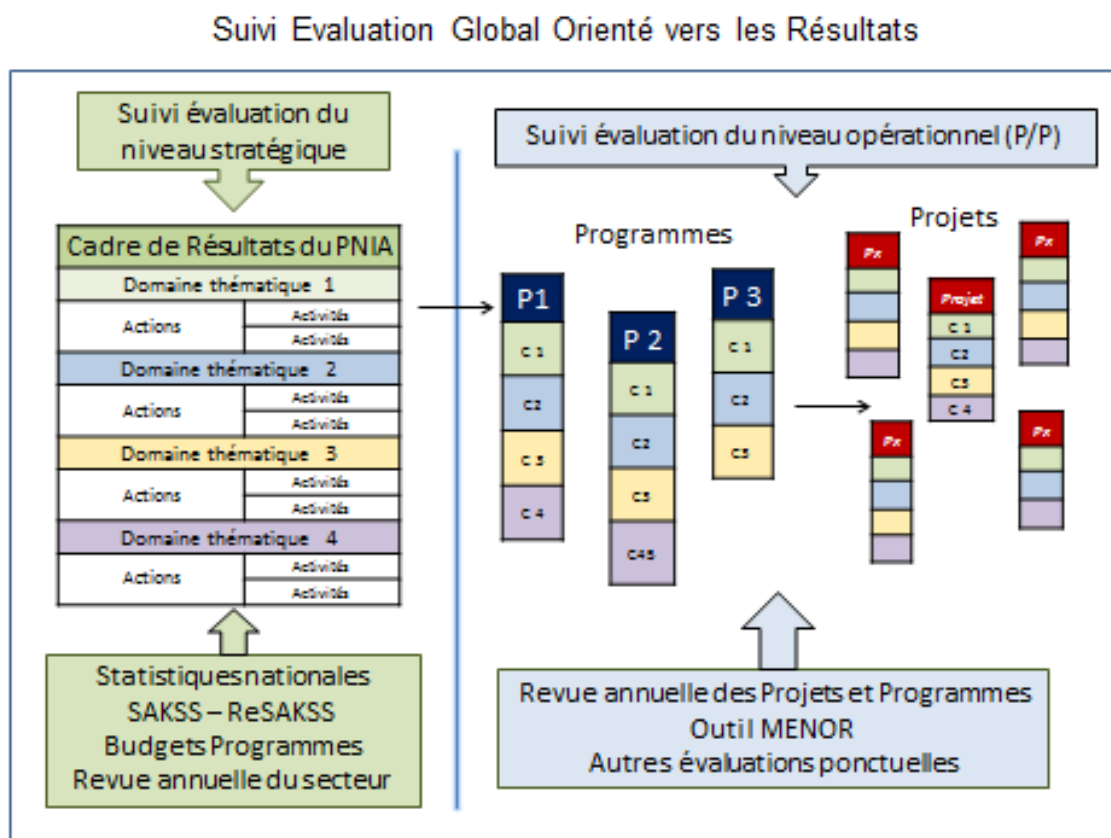 Suivi Evaluation Global Orienté vers les Résultats
Suivi évaluation du
niveau stratégique
Cadre de Résultats du PNIA
Domaine thématique 1
Actions
Activités
Activités
Domaine thématique 2
Actions
Activités
Activités
Domaine thématique 3
Actions
Activités
Activités
Domaine thématique 4
Actions
Activités
Activités
Statistiques nationales
SAKSS – ReSAKSS
Budgets Programmes
Revue annuelle du secteur
Suivi évaluation du niveau opérationnel (P/P)
Programmes
P1
C 1
C2
C 3
C 4
P 2
C 1
C2
C3
C45
P 3
C 1
C2
C3
Projets
Px
Projet
C 1
C2
C3
C 4
Px
Px
Px
Revue annuelle des Projets et Programmes
Outil MENOR
Autres évaluations ponctuelles